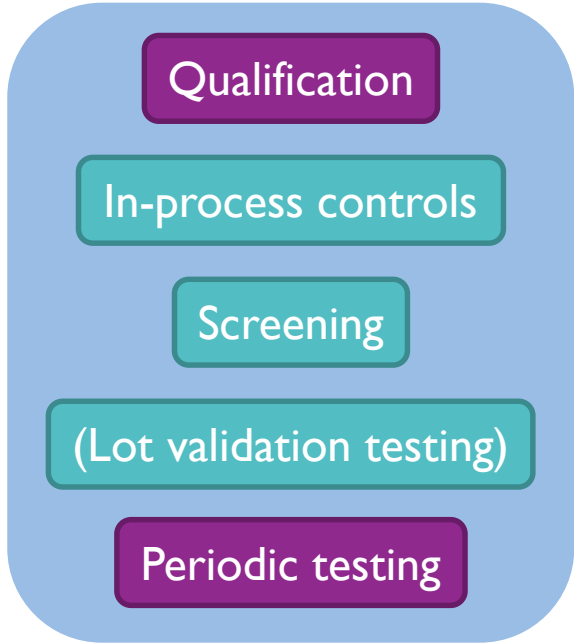 Qualification
In-process controls
Screening
(Lot validation testing)
Periodic testing